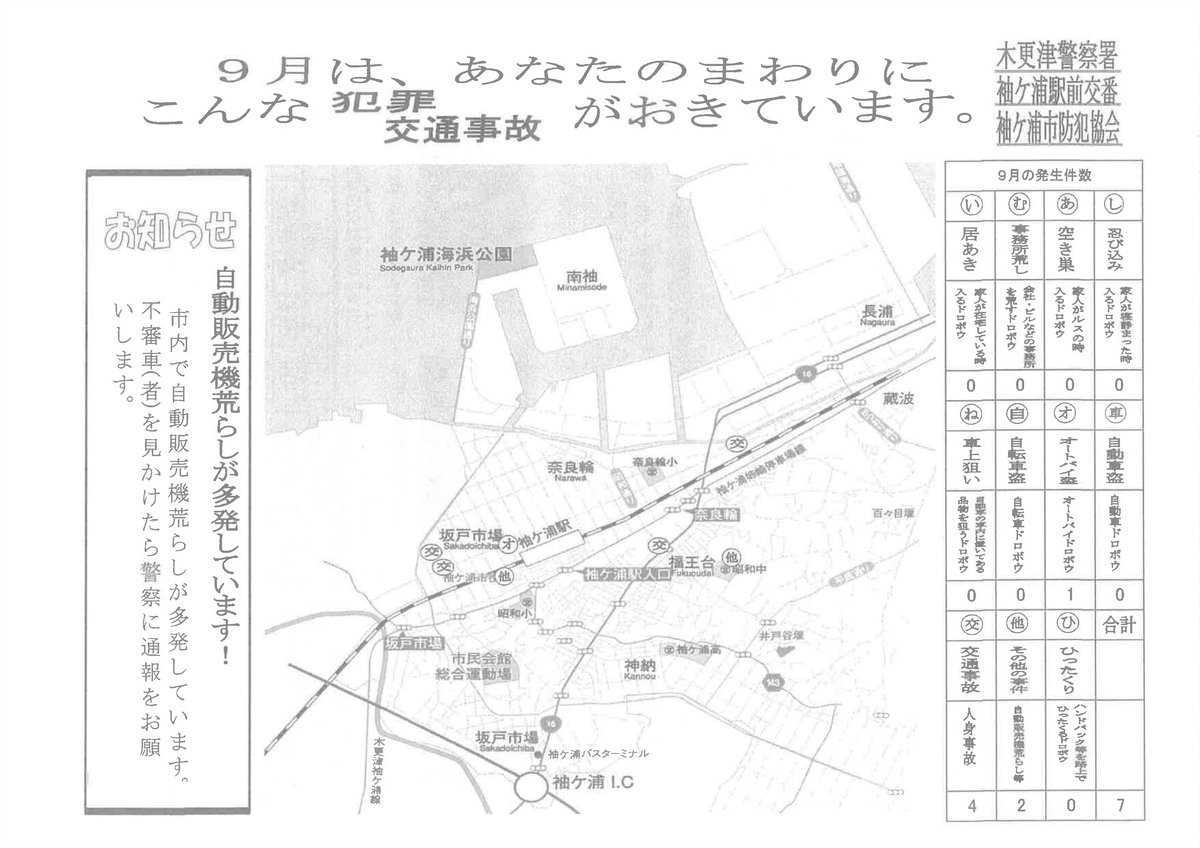 9月は、あなたのまわりに
こんな犯罪
交通事故
がおきています。
木更津警察署
袖ケ浦駅前交番
袖ケ浦市防犯協会
お知らせ
自動販売機荒らしが多発しています!
市内で自動販売機荒らしが多発しています。
不審車(者)を見かけたら警察に通報をお願
いします。
袖ケ浦海浜公園
Sodegaura Kaihin Park
南袖
Minamisode
長浦
Nagaura
16
蔵波
交
奈良輪
Narawa
奈良輪小
袖ケ浦姉崎停車場線
奈良輪
百々目堰
坂戸市場
Sakadoichiba
オ
袖ケ浦駅
交
交
他
袖ケ浦市
交
福王台
Fukuoudai
他
昭和中
袖ケ浦駅入口
昭和小
坂戸市場
井戸谷堰
市民会館
総合運動場
袖ケ浦高
神納
Kannou
143
16
坂戸市場
Sakadoichiba
袖ケ浦バスターミナル
木更津袖ケ浦線
袖ケ浦 I.C
9月の発生件数
い
む
あ
し
居あき
事務所荒し
空き巣
忍び込み
家人が在宅している時
入るドロボウ
会社・ビルなどの事務所
を荒すドロボウ
家人がルスの時
入るドロボウ
家人が寝静まった時
入るドロボウ
0
0
0
0
ね
自
オ
車
車上狙い
自転車盗
オートバイ盗
自動車盗
自動車の車内に置いてある
品物を狙うドロボウ
自転車ドロボウ
オートバイドロボウ
自動車ドロボウ
0
0
1
0
交
他
ひ
合計
交通事故
その他の事件
ひったくり
人身事故
自動販売機荒らし等
ハンドバック等を路上で
ひったくるドロボウ
4
2
0
7